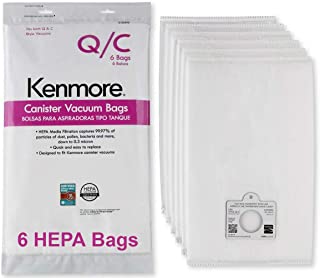 Q/C
6 Bags
6 Bolsas
Kenmore
Canister Vacuum Bags
BOLSAS PARA ASPIRADORAS TIPO TANQUE
• HEPA Media Filtration captures 99.97% of
particles of dust, pollen, bacteria and more,
down to 0.3 micron
• Quick and easy to replace
• Designed to fit Kenmore canister vacuums
HEPA
6 HEPA Bags